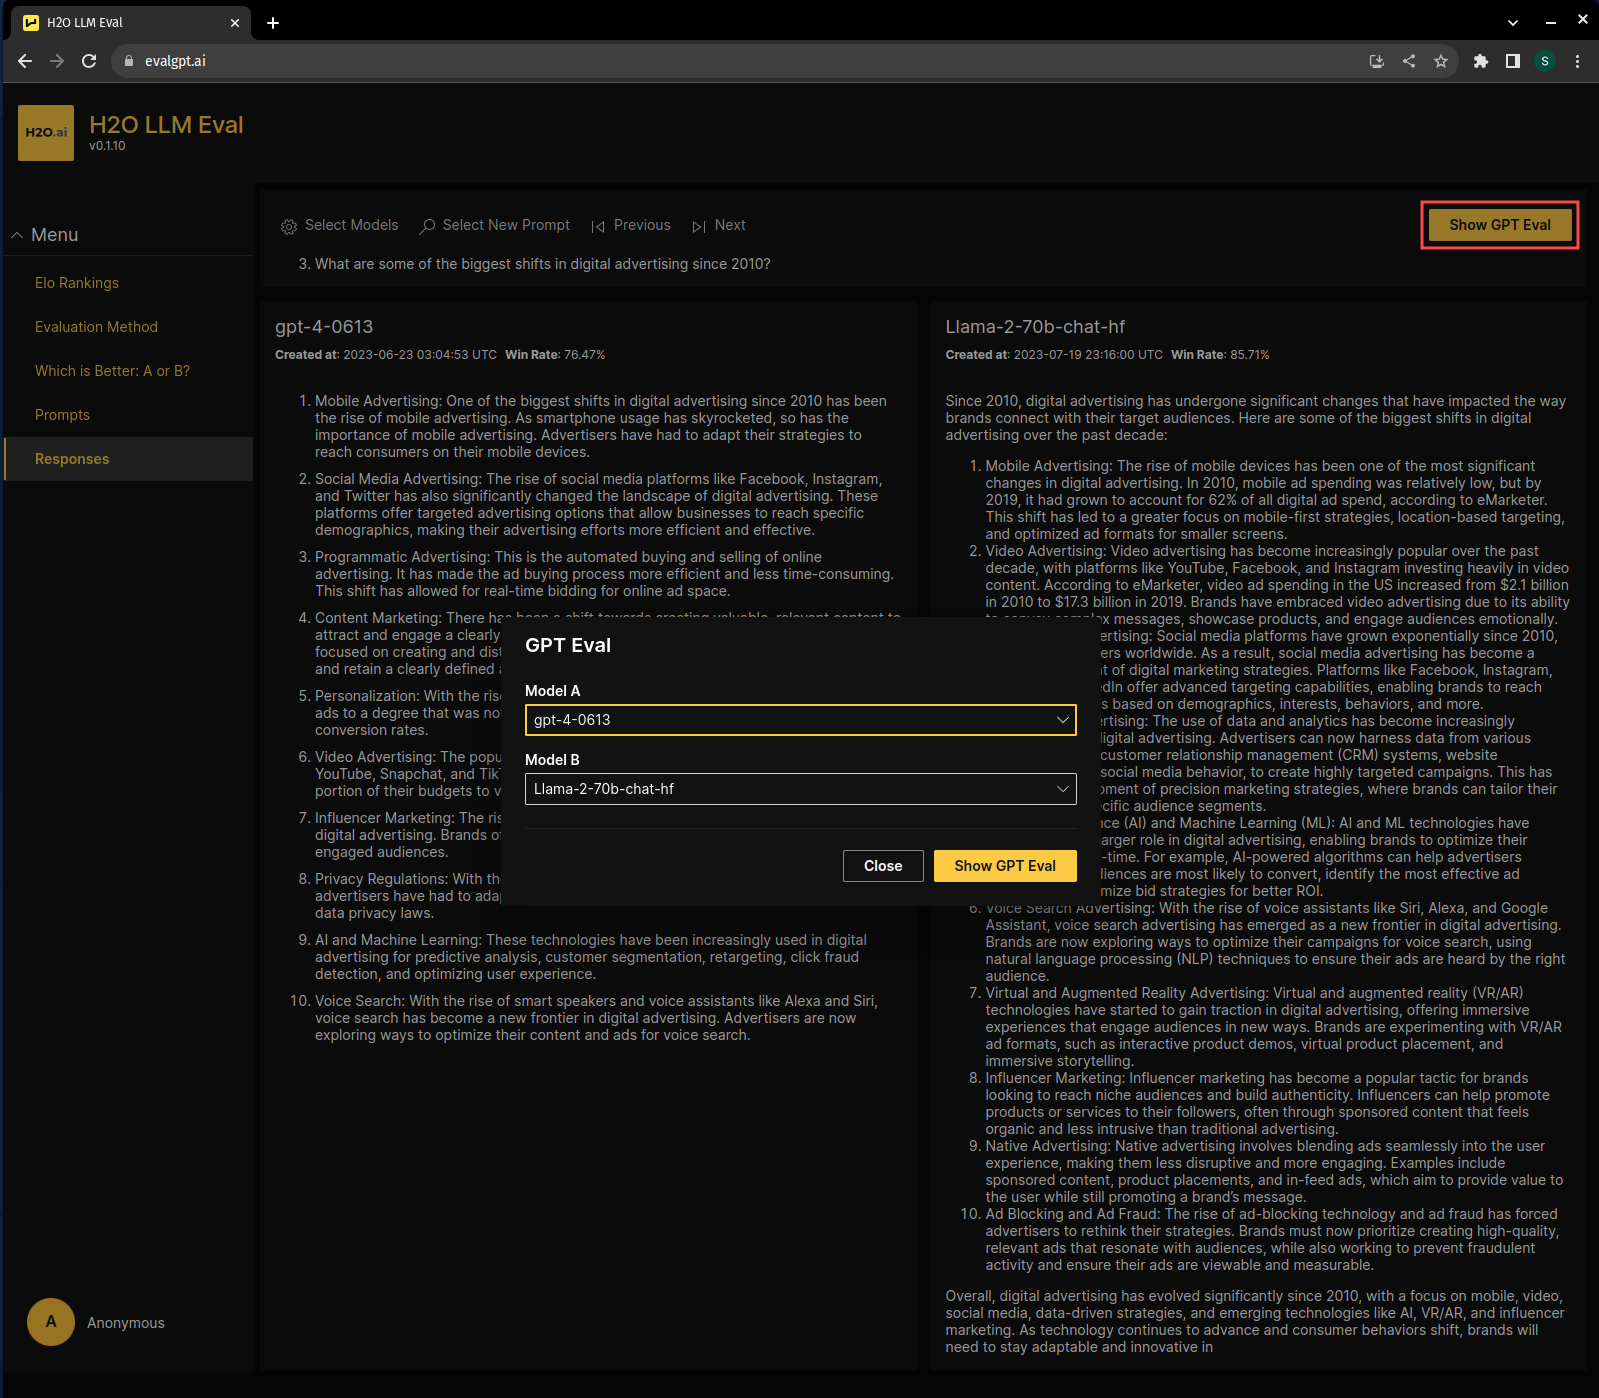 H2O LLM Eval
evalgpt.ai
S
H2O.ai
H2O LLM Eval
v0.1.10
Menu
Elo Rankings
Evaluation Method
Which is Better: A or B?
Prompts
Responses
A
Anonymous
Select Models
Select New Prompt
Previous
Next
Show GPT Eval
3. What are some of the biggest shifts in digital advertising since 2010?
gpt-4-0613
Created at: 2023-06-23 03:04:53 UTC Win Rate: 76.47%
1. Mobile Advertising: One of the biggest shifts in digital advertising since 2010 has been
the rise of mobile advertising. As smartphone usage has skyrocketed, so has the
importance of mobile advertising. Advertisers have had to adapt their strategies to
reach consumers on their mobile devices.
2. Social Media Advertising: The rise of social media platforms like Facebook, Instagram,
and Twitter has also significantly changed the landscape of digital advertising. These
platforms offer targeted advertising options that allow businesses to reach specific
demographics, making their advertising efforts more efficient and effective.
3. Programmatic Advertising: This is the automated buying and selling of online
advertising. It has made the ad buying process more efficient and less time-consuming.
This shift has allowed for real-time bidding for online ad space.
4. Content Marketing: There has been a shift towards creating valuable, relevant content to
attract and engage a clearly
focused on creating and dist
and retain a clearly defined
5. Personalization: With the rise
ads to a degree that was no
conversion rates.
6. Video Advertising: The popu
YouTube, Snapchat, and Tik
portion of their budgets to v
7. Influencer Marketing: The ris
digital advertising. Brands
engaged audiences.
8. Privacy Regulations: With th
advertisers have had to ada
data privacy laws.
9. AI and Machine Learning: These technologies have been increasingly used in digital
advertising for predictive analysis, customer segmentation, retargeting, click fraud
detection, and optimizing user experience.
10. Voice Search: With the rise of smart speakers and voice assistants like Alexa and Siri,
voice search has become a new frontier in digital advertising. Advertisers are now
exploring ways to optimize their content and ads for voice search.
GPT Eval
Model A
gpt-4-0613
Model B
Llama-2-70b-chat-hf
Close
Show GPT Eval
Llama-2-70b-chat-hf
Created at: 2023-07-19 23:16:00 UTC Win Rate: 85.71%
Since 2010, digital advertising has undergone significant changes that have impacted the way
brands connect with their target audiences. Here are some of the biggest shifts in digital
advertising over the past decade:
1. Mobile Advertising: The rise of mobile devices has been one of the most significant
changes in digital advertising. In 2010, mobile ad spending was relatively low, but by
2019, it had grown to account for 62% of all digital ad spend, according to eMarketer.
This shift has led to a greater focus on mobile-first strategies, location-based targeting,
and optimized ad formats for smaller screens.
2. Video Advertising: Video advertising has become increasingly popular over the past
decade, with platforms like YouTube, Facebook, and Instagram investing heavily in video
content. According to eMarketer, video ad spending in the US increased from $2.1 billion
in 2010 to $17.3 billion in 2019. Brands have embraced video advertising due to its ability
to convey complex messages, showcase products, and engage audiences emotionally.
ertising: Social media platforms have grown exponentially since 2010,
ers worldwide. As a result, social media advertising has become a
t of digital marketing strategies. Platforms like Facebook, Instagram,
edIn offer advanced targeting capabilities, enabling brands to reach
s based on demographics, interests, behaviors, and more.
rtising: The use of data and analytics has become increasingly
igital advertising. Advertisers can now harness data from various
customer relationship management (CRM) systems, website
social media behavior, to create highly targeted campaigns. This has
pment of precision marketing strategies, where brands can tailor their
cific audience segments.
nce (AI) and Machine Learning (ML): AI and ML technologies have
arger role in digital advertising, enabling brands to optimize their
-time. For example, AI-powered algorithms can help advertisers
diences are most likely to convert, identify the most effective ad
mize bid strategies for better ROI.
6. Voice Search Advertising: With the rise of voice assistants like Siri, Alexa, and Google
Assistant, voice search advertising has emerged as a new frontier in digital advertising.
Brands are now exploring ways to optimize their campaigns for voice search, using
natural language processing (NLP) techniques to ensure their ads are heard by the right
audience.
7. Virtual and Augmented Reality Advertising: Virtual and augmented reality (VR/AR)
technologies have started to gain traction in digital advertising, offering immersive
experiences that engage audiences in new ways. Brands are experimenting with VR/AR
ad formats, such as interactive product demos, virtual product placement, and
immersive storytelling.
8. Influencer Marketing: Influencer marketing has become a popular tactic for brands
looking to reach niche audiences and build authenticity. Influencers can help promote
products or services to their followers, often through sponsored content that feels
organic and less intrusive than traditional advertising.
9. Native Advertising: Native advertising involves blending ads seamlessly into the user
experience, making them less disruptive and more engaging. Examples include
sponsored content, product placements, and in-feed ads, which aim to provide value to
the user while still promoting a brand's message.
10. Ad Blocking and Ad Fraud: The rise of ad-blocking technology and ad fraud has forced
advertisers to rethink their strategies. Brands must now prioritize creating high-quality,
relevant ads that resonate with audiences, while also working to prevent fraudulent
activity and ensure their ads are viewable and measurable.
Overall, digital advertising has evolved significantly since 2010, with a focus on mobile, video,
social media, data-driven strategies, and emerging technologies like AI, VR/AR, and influencer
marketing. As technology continues to advance and consumer behaviors shift, brands will
need to stay adaptable and innovative in